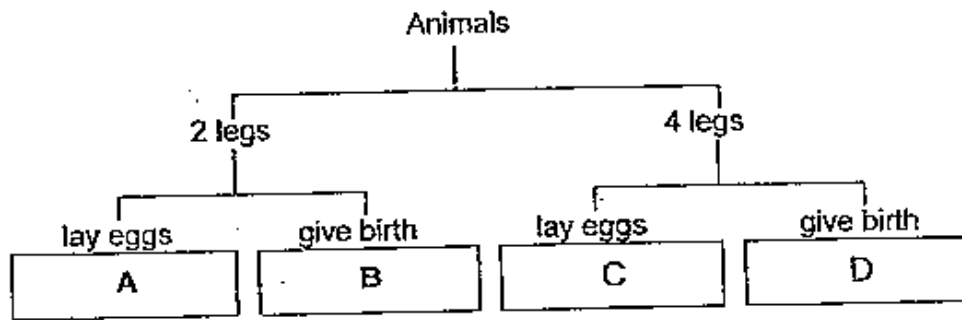 Animals
2 legs
4 legs
lay eggs
give birth
lay eggs
give birth
A
B
C
D